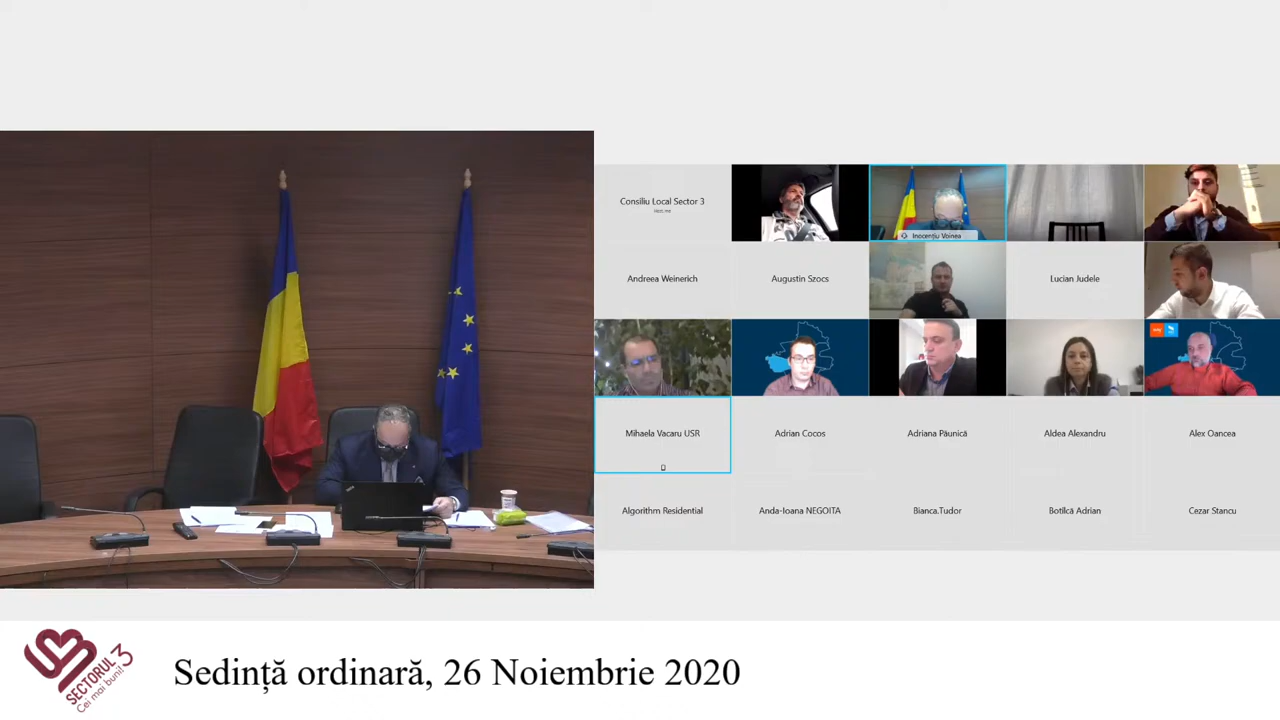 Consiliu Local Sector 3
Inocențiu Voinea
Andreea Weinerich
Augustin Szocs
Lucian Judele
Mihaela Vacaru USR
Adrian Cocos
Adriana Păunică
Aldea Alexandru
Alex Oancea
Algorithm Residential
Anda-Ioana NEGOITA
Bianca.Tudor
Botîlcă Adrian
Cezar Stancu
SECTORUL 3
Cei mai buni!
Sedință ordinară, 26 Noiembrie 2020